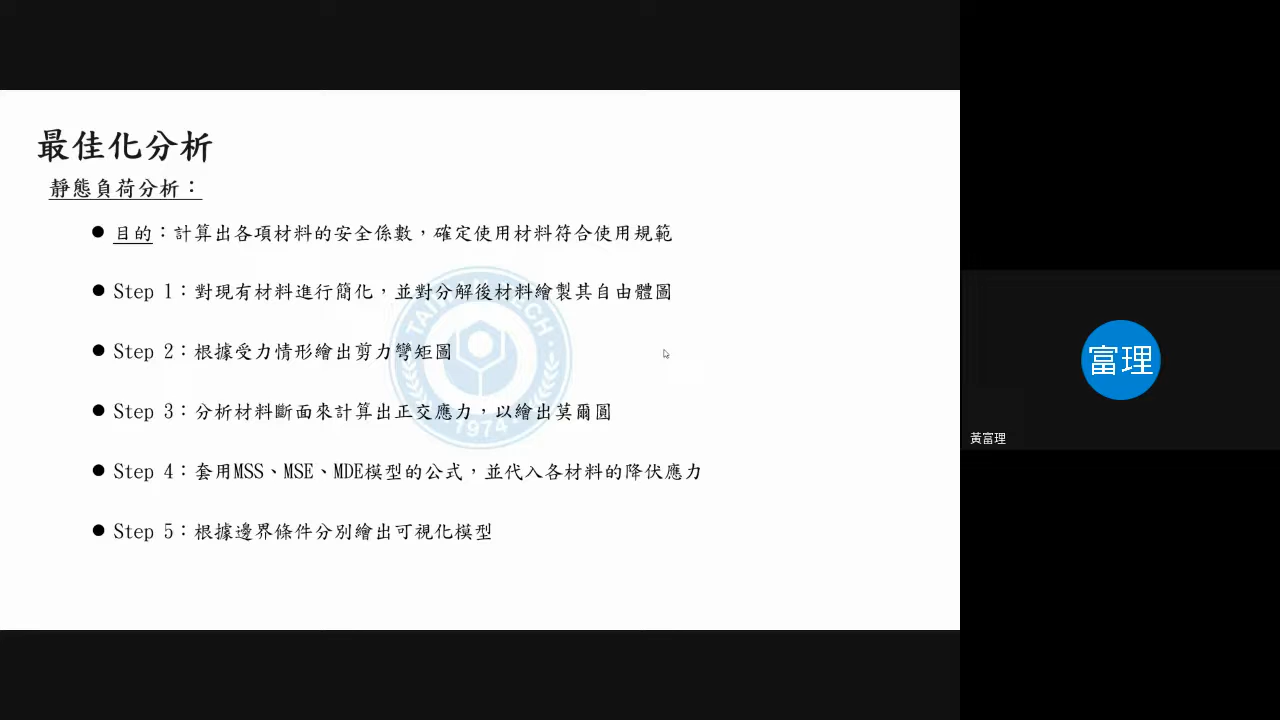 最佳化分析
靜態負荷分析：
● 目的：計算出各項材料的安全係數，確定使用材料符合使用規範
● Step 1：對現有材料進行簡化，並對分解後材料繪製其自由體圖
● Step 2：根據受力情形繪出剪力彎矩圖
● Step 3：分析材料斷面來計算出正交應力，以繪出莫爾圓
● Step 4：套用MSS、MSE、MDE模型的公式，並代入各材料的降伏應力
● Step 5：根據邊界條件分別繪出可視化模型
TAIWAN TECH
1974
富理
黃富理